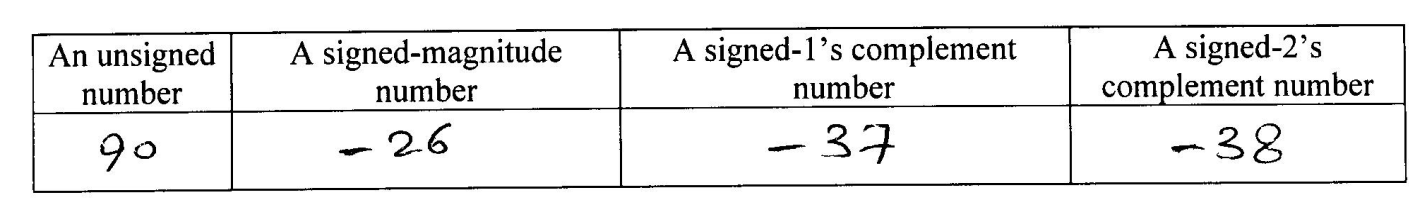 An unsigned number
A signed-magnitude number
A signed-1's complement number
A signed-2's complement number
90
-26
-37
-38